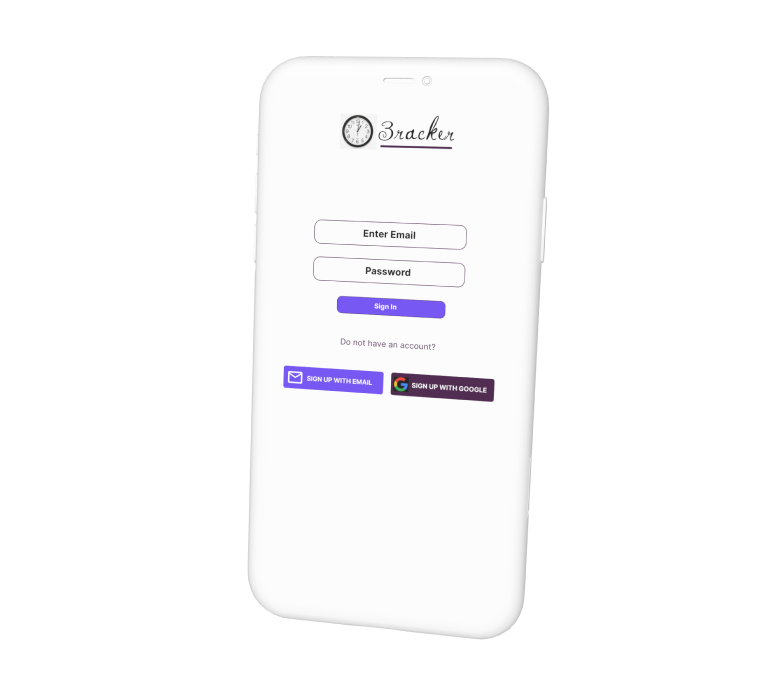 3racker
Enter Email
Password
Sign In
Do not have an account?
SIGN UP WITH EMAIL
SIGN UP WITH GOOGLE